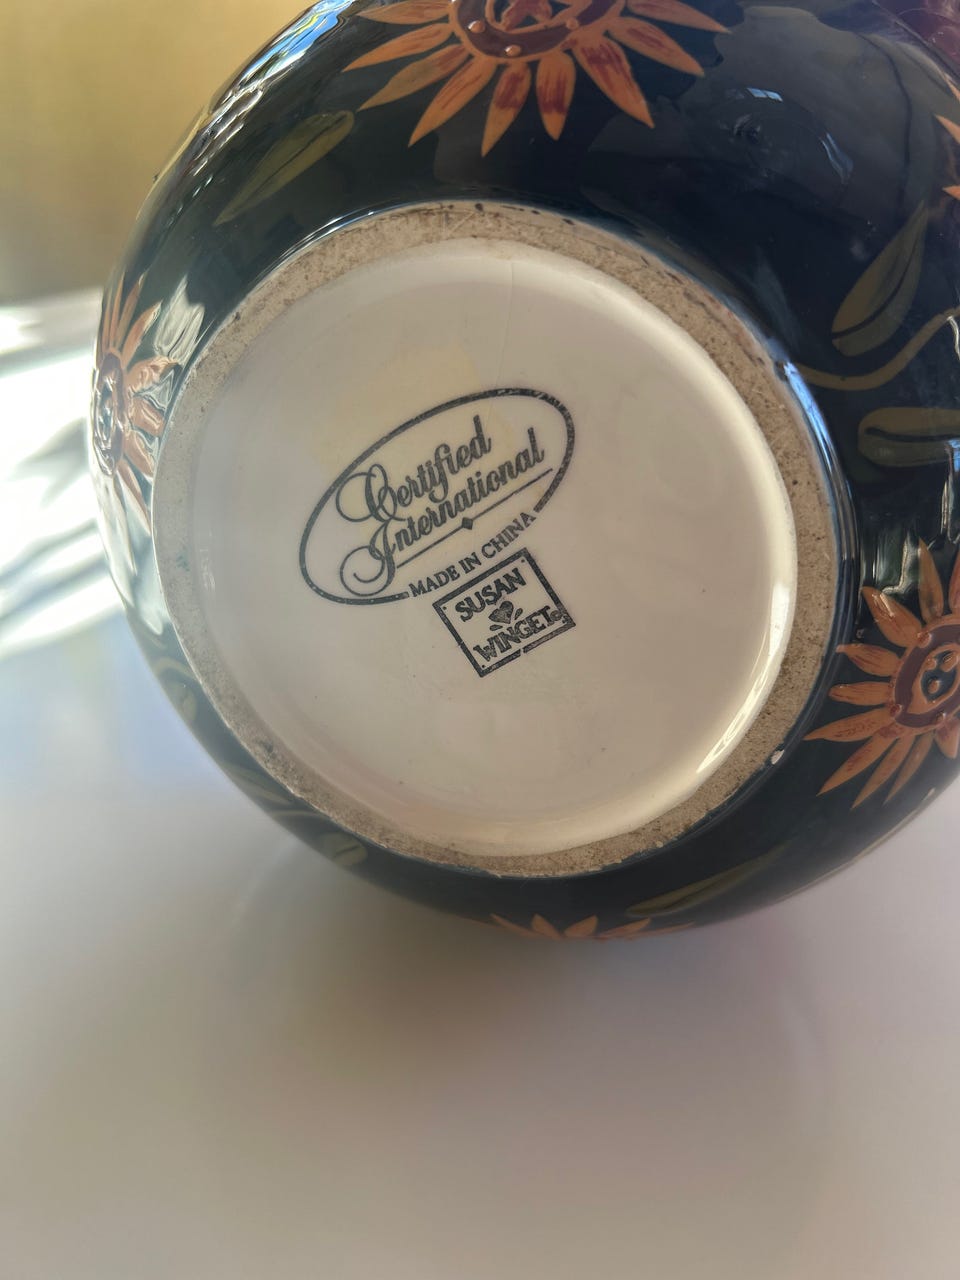 Certified
International
MADE IN CHINA
SUSAN
WINGET©